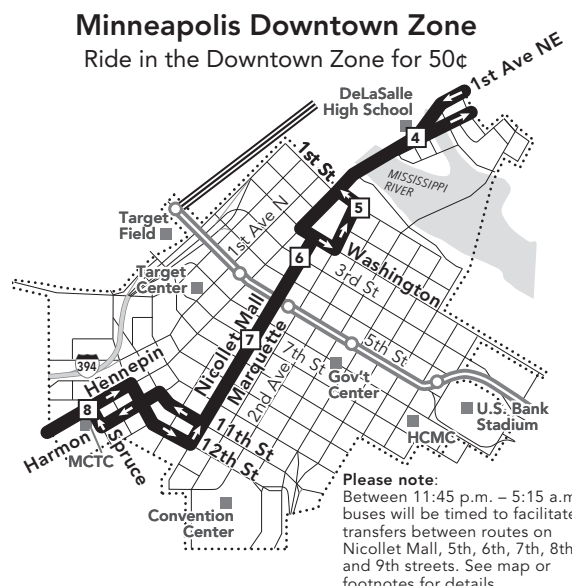 Minneapolis Downtown Zone
Ride in the Downtown Zone for 50¢
1st Ave NE
DeLaSalle
High School
4
1st St
MISSISSIPPI
RIVER
5
Target
Field
1st Ave N
6
Washington
3rd St
Target
Center
Nicollet Mall
Marquette
5th St
7
7th St
394
Hennepin
2nd Ave
Gov't
Center
8
U.S. Bank
Stadium
11th St
HCMC
12th St
Harmon
Spruce
MCTC
Convention
Center
Please note:
Between 11:45 p.m. – 5:15 a.m
buses will be timed to facilitate
transfers between routes on
Nicollet Mall, 5th, 6th, 7th, 8th
and 9th streets. See map or
footnotes for details